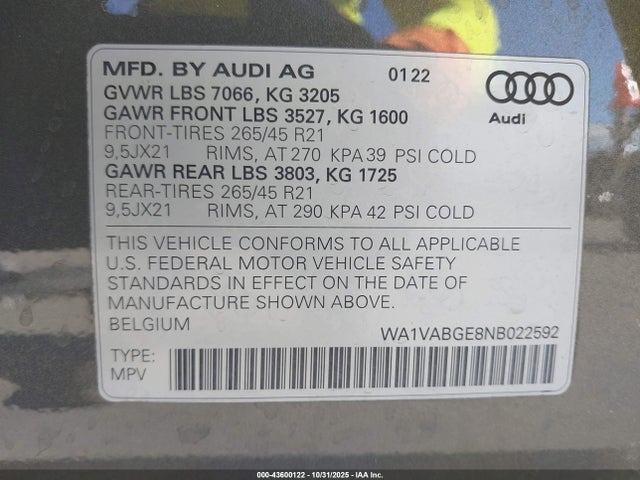 MFD. BY AUDI AG 0122
GVWR LBS 7066, KG 3205
GAWR FRONT LBS 3527, KG 1600
FRONT-TIRES 265/45 R21
9,5JX21 RIMS, AT 270 KPA 39 PSI COLD
GAWR REAR LBS 3803, KG 1725
REAR-TIRES 265/45 R21
9,5JX21 RIMS, AT 290 KPA 42 PSI COLD
Audi
THIS VEHICLE CONFORMS TO ALL APPLICABLE
U.S. FEDERAL MOTOR VEHICLE SAFETY
STANDARDS IN EFFECT ON THE DATE OF
MANUFACTURE SHOWN ABOVE.
BELGIUM WA1VABGE8NB022592
TYPE:
MPV
000-43600122 - 10/31/2025 - IAA Inc.